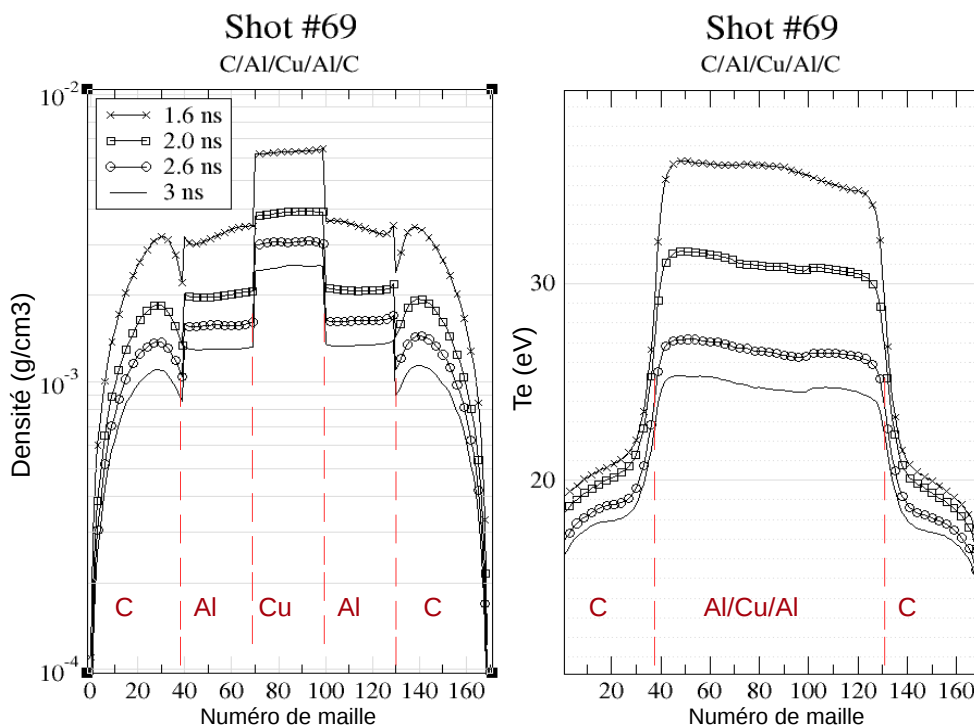 Shot #69
C/Al/Cu/Al/C
10-2
1.6 ns
2.0 ns
2.6 ns
3 ns
Densité (g/cm3)
10-3
C Al Cu Al C
10-4
0 20 40 60 80 100 120 140 160
Numéro de maille
Shot #69
C/Al/Cu/Al/C
Te (eV)
30
20
C Al/Cu/Al C
20 40 60 80 100 120 140 160
Numéro de maille